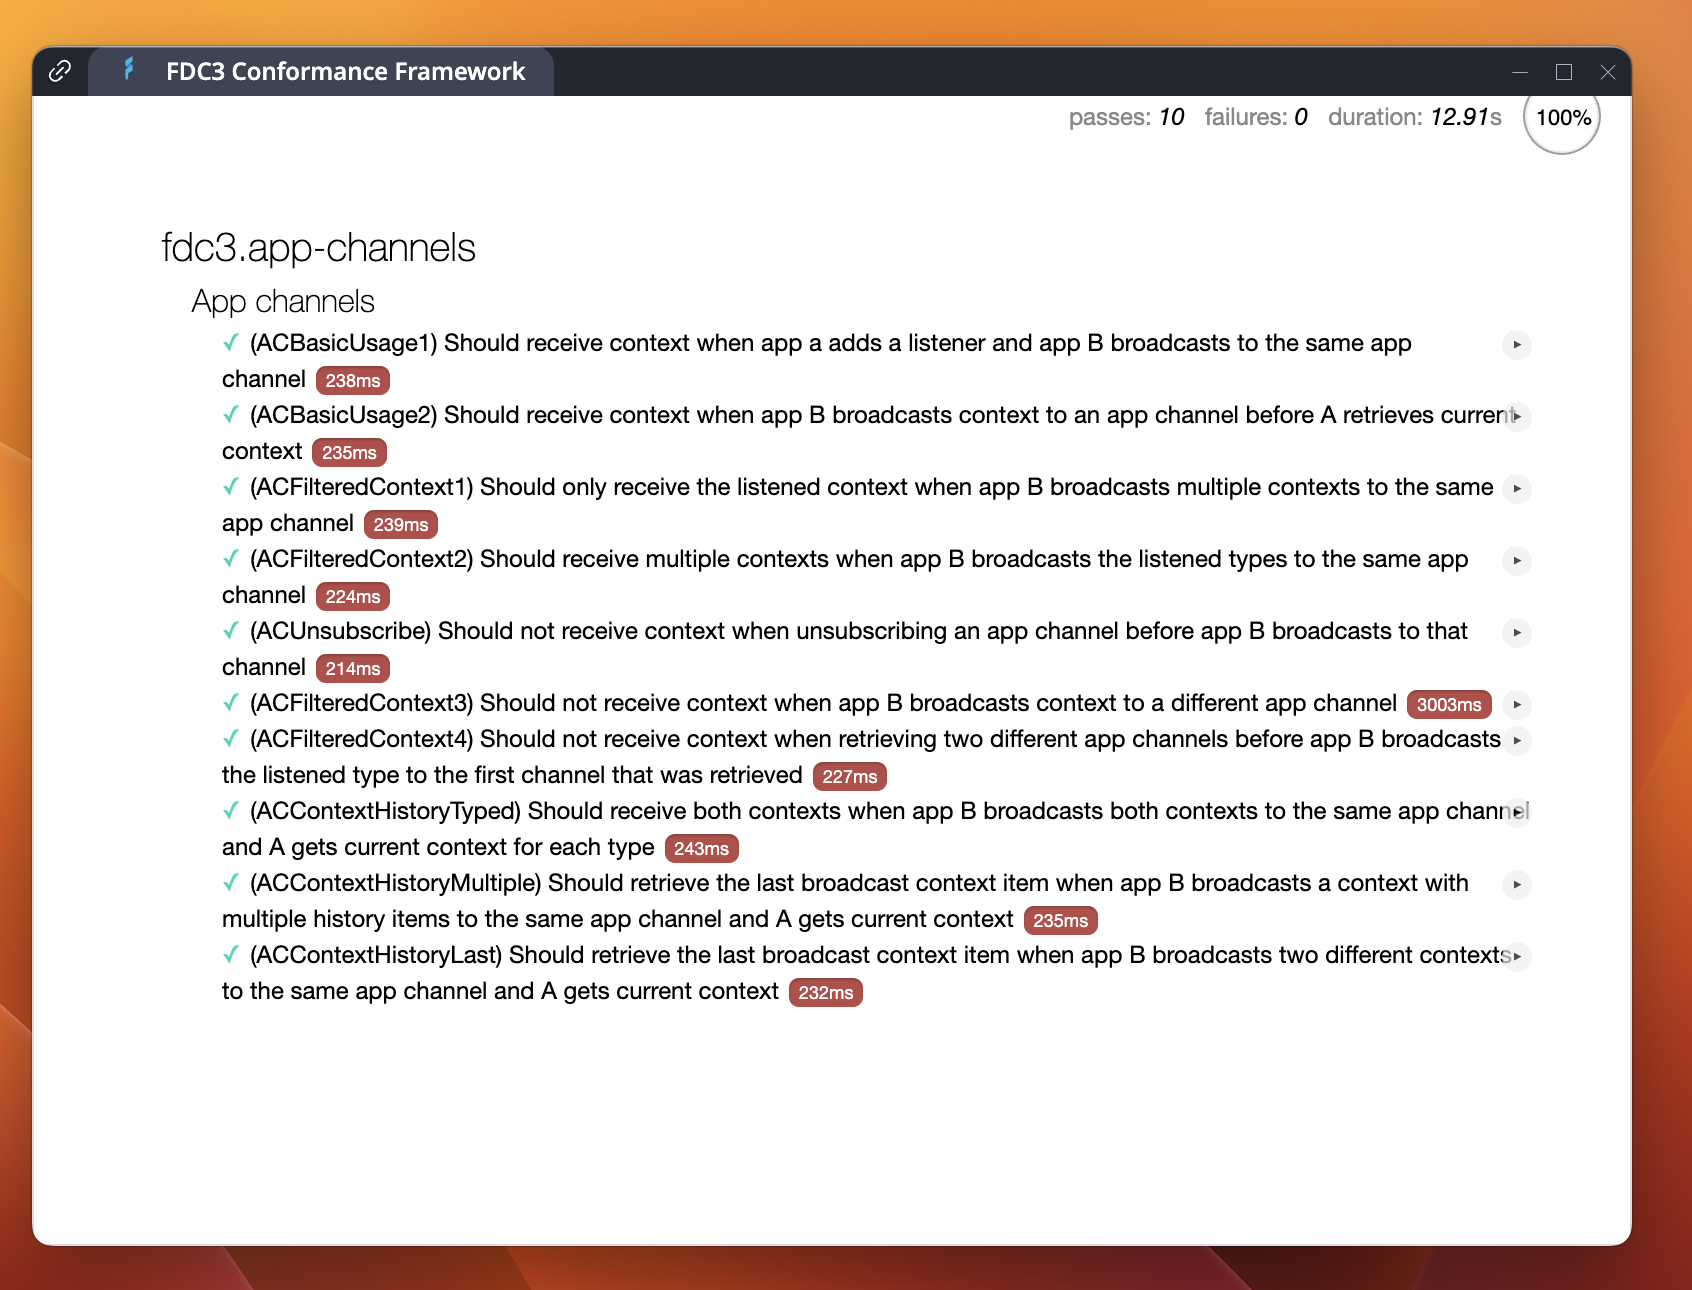 FDC3 Conformance Framework
passes: 10 failures: 0 duration: 12.91s 100%
fdc3.app-channels
App channels
✓ (ACBasicUsage1) Should receive context when app a adds a listener and app B broadcasts to the same app
channel 238ms
✓ (ACBasicUsage2) Should receive context when app B broadcasts context to an app channel before A retrieves current
context 235ms
✓ (ACFilteredContext1) Should only receive the listened context when app B broadcasts multiple contexts to the same
app channel 239ms
✓ (ACFilteredContext2) Should receive multiple contexts when app B broadcasts the listened types to the same app
channel 224ms
✓ (ACUnsubscribe) Should not receive context when unsubscribing an app channel before app B broadcasts to that
channel 214ms
✓ (ACFilteredContext3) Should not receive context when app B broadcasts context to a different app channel 3003ms
✓ (ACFilteredContext4) Should not receive context when retrieving two different app channels before app B broadcasts
the listened type to the first channel that was retrieved 227ms
✓ (ACContextHistoryTyped) Should receive both contexts when app B broadcasts both contexts to the same app channel
and A gets current context for each type 243ms
✓ (ACContextHistoryMultiple) Should retrieve the last broadcast context item when app B broadcasts a context with
multiple history items to the same app channel and A gets current context 235ms
✓ (ACContextHistoryLast) Should retrieve the last broadcast context item when app B broadcasts two different contexts
to the same app channel and A gets current context 232ms